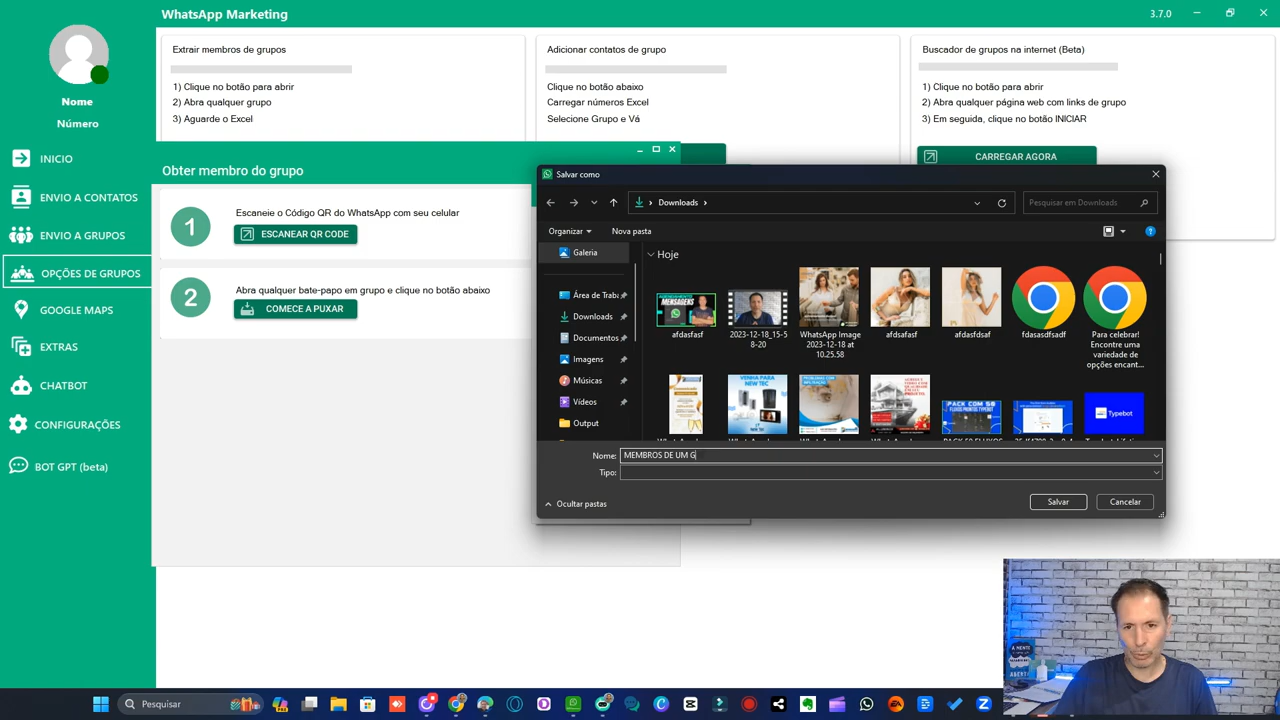 WhatsApp Marketing
3.7.0
Nome
Número
INICIO
ENVIO A CONTATOS
ENVIO A GRUPOS
OPÇÕES DE GRUPOS
GOOGLE MAPS
EXTRAS
CHATBOT
CONFIGURAÇÕES
BOT GPT (beta)
Extrair membros de grupos
1) Clique no botão para abrir
2) Abra qualquer grupo
3) Aguarde o Excel
Adicionar contatos de grupo
Clique no botão abaixo
Carregar números Excel
Selecione Grupo e Vá
Buscador de grupos na internet (Beta)
1) Clique no botão para abrir
2) Abra qualquer página web com links de grupo
3) Em seguida, clique no botão INICIAR
CARREGAR AGORA
Obter membro do grupo
1
Escaneie o Código QR do WhatsApp com seu celular
ESCANEAR QR CODE
2
Abra qualquer bate-papo em grupo e clique no botão abaixo
COMECE A PUXAR
Salvar como
Downloads
Pesquisar em Downloads
Organizar
Nova pasta
Galeria
Área de Traba
Downloads
Documentos
Imagens
Músicas
Vídeos
Output
Hoje
afdasfasf
2023-12-18_15-5
8-20
WhatsApp Image
2023-12-18 at
10.25.58
afdsafasf
afdasfdsaf
fdasasdfsadf
Para celebrar!
Encontre uma
variedade de
opções encant...
Typebot
Nome:
MEMBROS DE UM G
Tipo:
Ocultar pastas
Salvar
Cancelar
Pesquisar
A MENTE